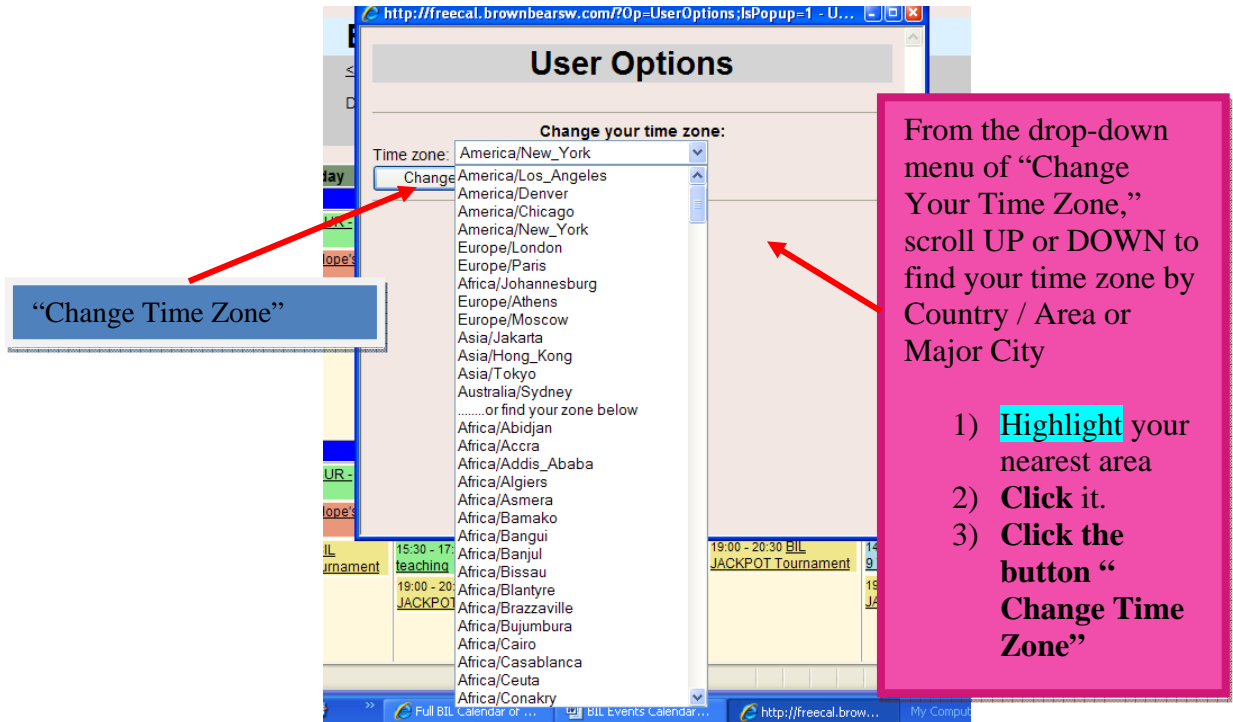 http://freecal.brownbearsw.com/?Op=UserOptions;IsPopup=1 - U...
User Options
Change your time zone:
Time zone: America/New_York
Change
America/Los_Angeles
America/Denver
America/Chicago
America/New_York
Europe/London
Europe/Paris
Africa/Johannesburg
Europe/Athens
Europe/Moscow
Asia/Jakarta
Asia/Hong_Kong
Asia/Tokyo
Australia/Sydney
........or find your zone below
Africa/Abidjan
Africa/Accra
Africa/Addis_Ababa
Africa/Algiers
Africa/Asmera
Africa/Bamako
Africa/Bangui
Africa/Banjul
Africa/Bissau
Africa/Blantyre
Africa/Brazzaville
Africa/Bujumbura
Africa/Cairo
Africa/Casablanca
Africa/Ceuta
Africa/Conakry
“Change Time Zone”
From the drop-down
menu of “Change
Your Time Zone,”
scroll UP or DOWN to
find your time zone by
Country / Area or
Major City
1) Highlight your
nearest area
2) Click it.
3) Click the
button “
Change Time
Zone”
15:30 - 17:
teaching
19:00 - 20:
JACKPOT
19:00 - 20:30 BIL
JACKPOT Tournament
Full BIL Calendar of ...
BIL Events Calendar...
http://freecal.brow...
My Comput